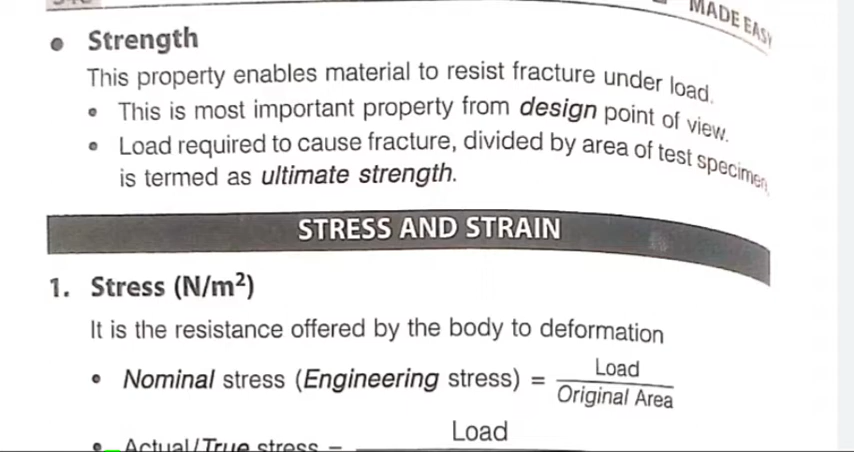 MADE EASY
• Strength
This property enables material to resist fracture under load.
• This is most important property from design point of view.
• Load required to cause fracture, divided by area of test specimen,
is termed as ultimate strength.
STRESS AND STRAIN
1. Stress (N/m²)
It is the resistance offered by the body to deformation
• Nominal stress (Engineering stress) = Load / Original Area
• Actual/True stress = Load